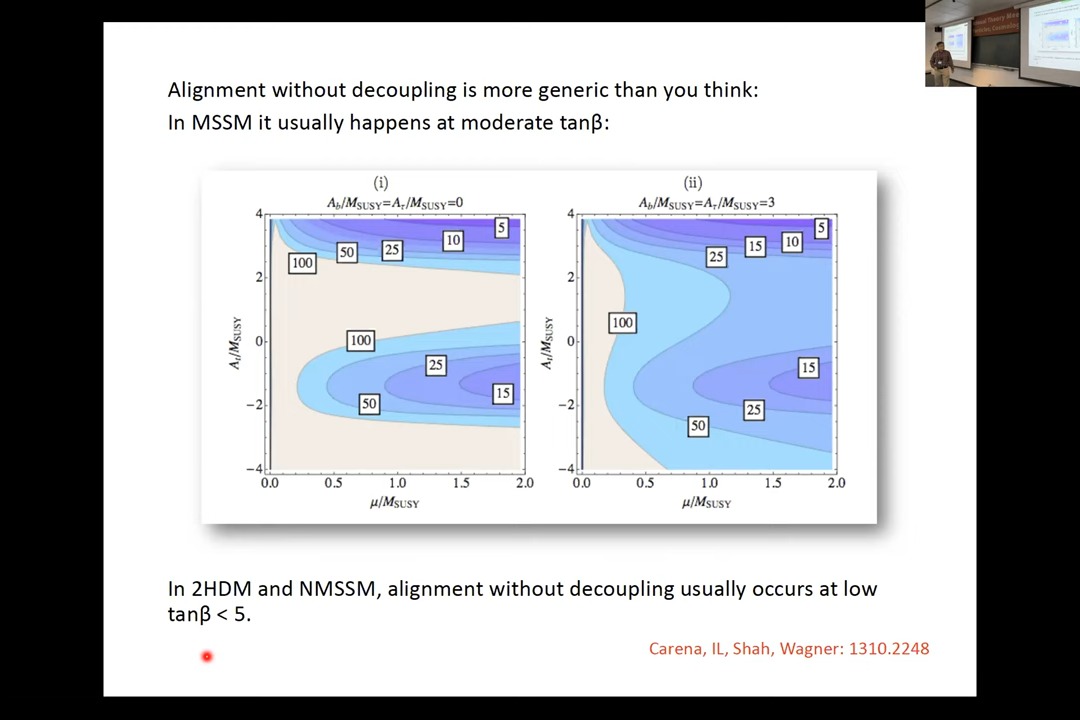 Alignment without decoupling is more generic than you think:
In MSSM it usually happens at moderate tanβ:
(i)
A_b/M_SUSY=A_τ/M_SUSY=0
4
2
0
-2
-4
A_t/M_SUSY
100
50
25
10
5
100
25
50
15
0.0 0.5 1.0 1.5 2.0
μ/M_SUSY
(ii)
A_b/M_SUSY=A_τ/M_SUSY=3
4
2
0
-2
-4
A_t/M_SUSY
25
15
10
5
100
15
25
50
0.0 0.5 1.0 1.5 2.0
μ/M_SUSY
In 2HDM and NMSSM, alignment without decoupling usually occurs at low
tanβ < 5.
Carena, IL, Shah, Wagner: 1310.2248